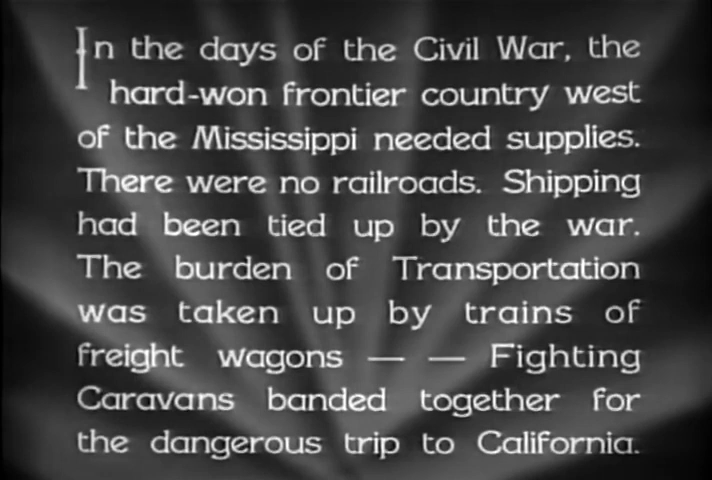 In the days of the Civil War, the
hard-won frontier country west
of the Mississippi needed supplies.
There were no railroads. Shipping
had been tied up by the war.
The burden of Transportation
was taken up by trains of
freight wagons — — Fighting
Caravans banded together for
the dangerous trip to California.